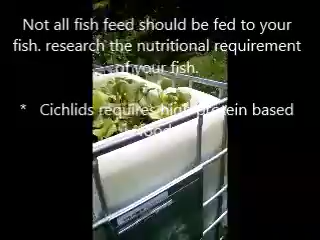 Not all fish feed should be fed to your
fish. research the nutritional requirement
of your fish.
* Cichlids requires high protein based
food